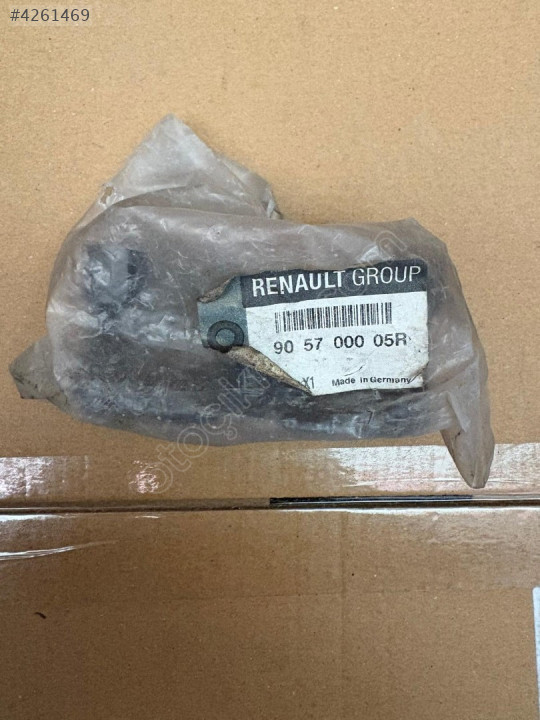 #4261469
RENAULT GROUP
90 57 000 05R
X1 Made in Germany